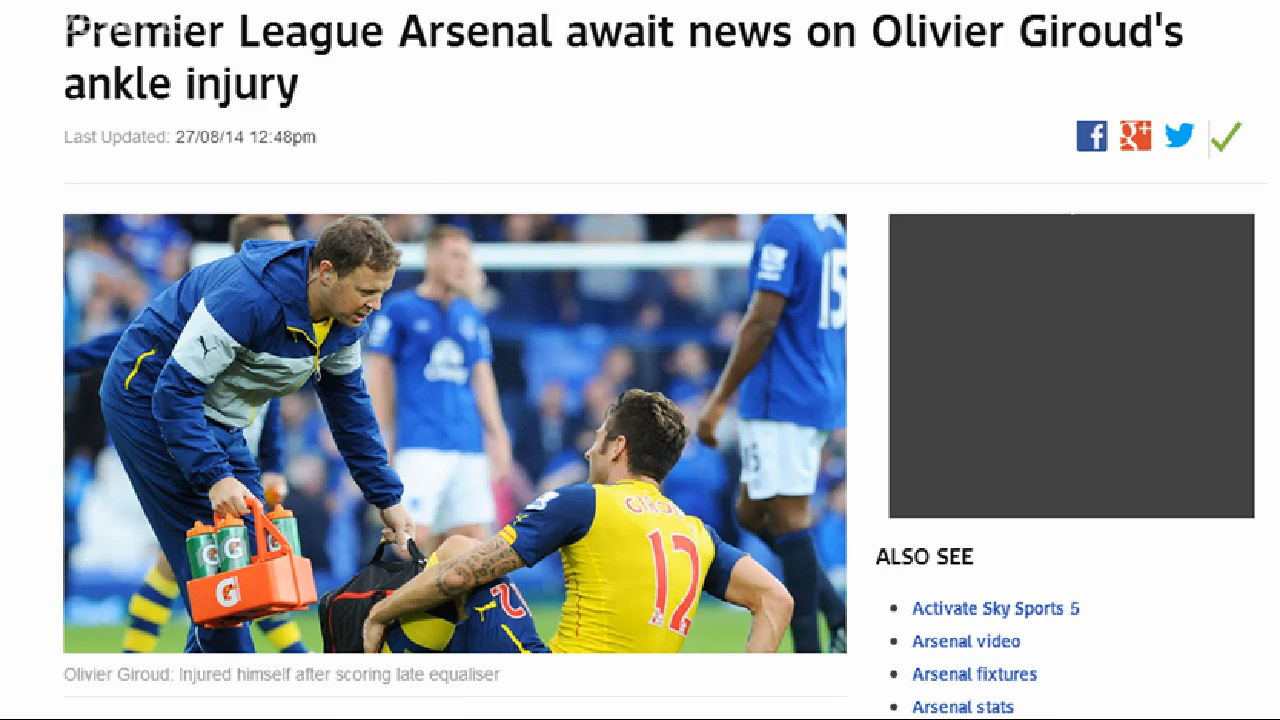 Premier League Arsenal await news on Olivier Giroud's
ankle injury
Last Updated: 27/08/14 12:48pm
15
15
GIROUD
12
G
G
G
Olivier Giroud: Injured himself after scoring late equaliser
ALSO SEE
Activate Sky Sports 5
Arsenal video
Arsenal fixtures
Arsenal stats